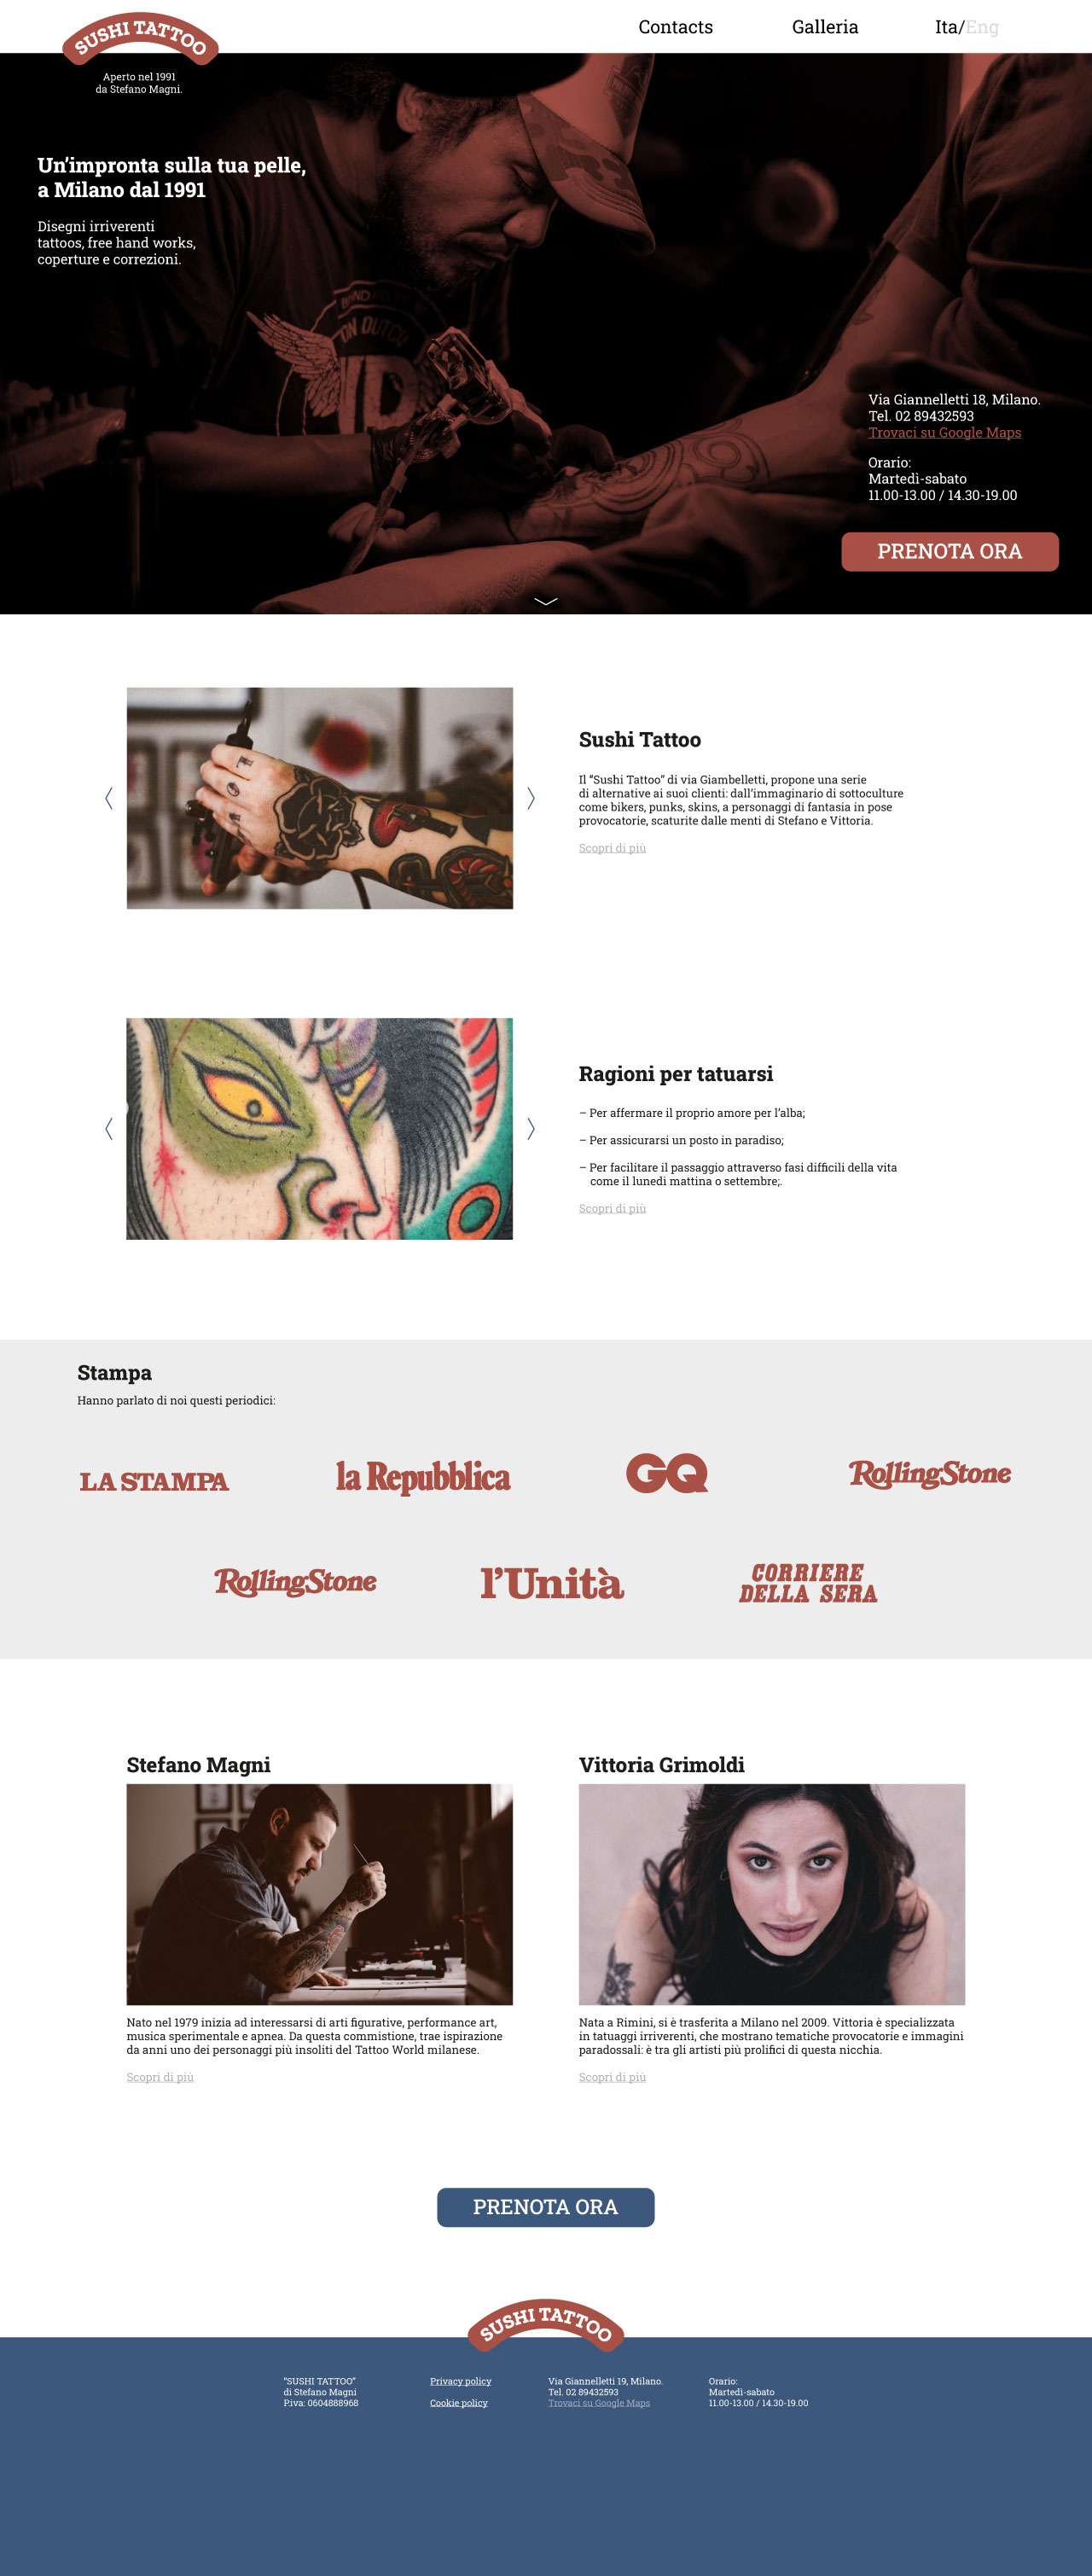 SUSHI TATTOO
Contacts
Galleria
Ita/Eng
Aperto nel 1991
da Stefano Magni.
Un’impronta sulla tua pelle,
a Milano dal 1991
Disegni irriverenti
tattoos, free hand works,
coperture e correzioni.
ON DUTCH
Via Giannelletti 18, Milano.
Tel. 02 89432593
Trovaci su Google Maps
Orario:
Martedì-sabato
11.00-13.00 / 14.30-19.00
PRENOTA ORA
Sushi Tattoo
Il “Sushi Tattoo” di via Giambelletti, propone una serie
di alternative ai suoi clienti: dall’immaginario di sottoculture
come bikers, punks, skins, a personaggi di fantasia in pose
provocatorie, scaturite dalle menti di Stefano e Vittoria.
Scopri di più
Ragioni per tatuarsi
– Per affermare il proprio amore per l’alba;
– Per assicurarsi un posto in paradiso;
– Per facilitare il passaggio attraverso fasi difficili della vita
come il lunedì mattina o settembre;.
Scopri di più
Stampa
Hanno parlato di noi questi periodici:
LA STAMPA
la Repubblica
GQ
RollingStone
RollingStone
l’Unità
CORRIERE
DELLA SERA
Stefano Magni
Nato nel 1979 inizia ad interessarsi di arti figurative, performance art,
musica sperimentale e apnea. Da questa commistione, trae ispirazione
da anni uno dei personaggi più insoliti del Tattoo World milanese.
Scopri di più
Vittoria Grimoldi
Nata a Rimini, si è trasferita a Milano nel 2009. Vittoria è specializzata
in tatuaggi irriverenti, che mostrano tematiche provocatorie e immagini
paradossali: è tra gli artisti più prolifici di questa nicchia.
Scopri di più
PRENOTA ORA
SUSHI TATTOO
“SUSHI TATTOO”
di Stefano Magni
P.iva: 0604888968
Privacy policy
Cookie policy
Via Giannelletti 19, Milano.
Tel. 02 89432593
Trovaci su Google Maps
Orario:
Martedì-sabato
11.00-13.00 / 14.30-19.00